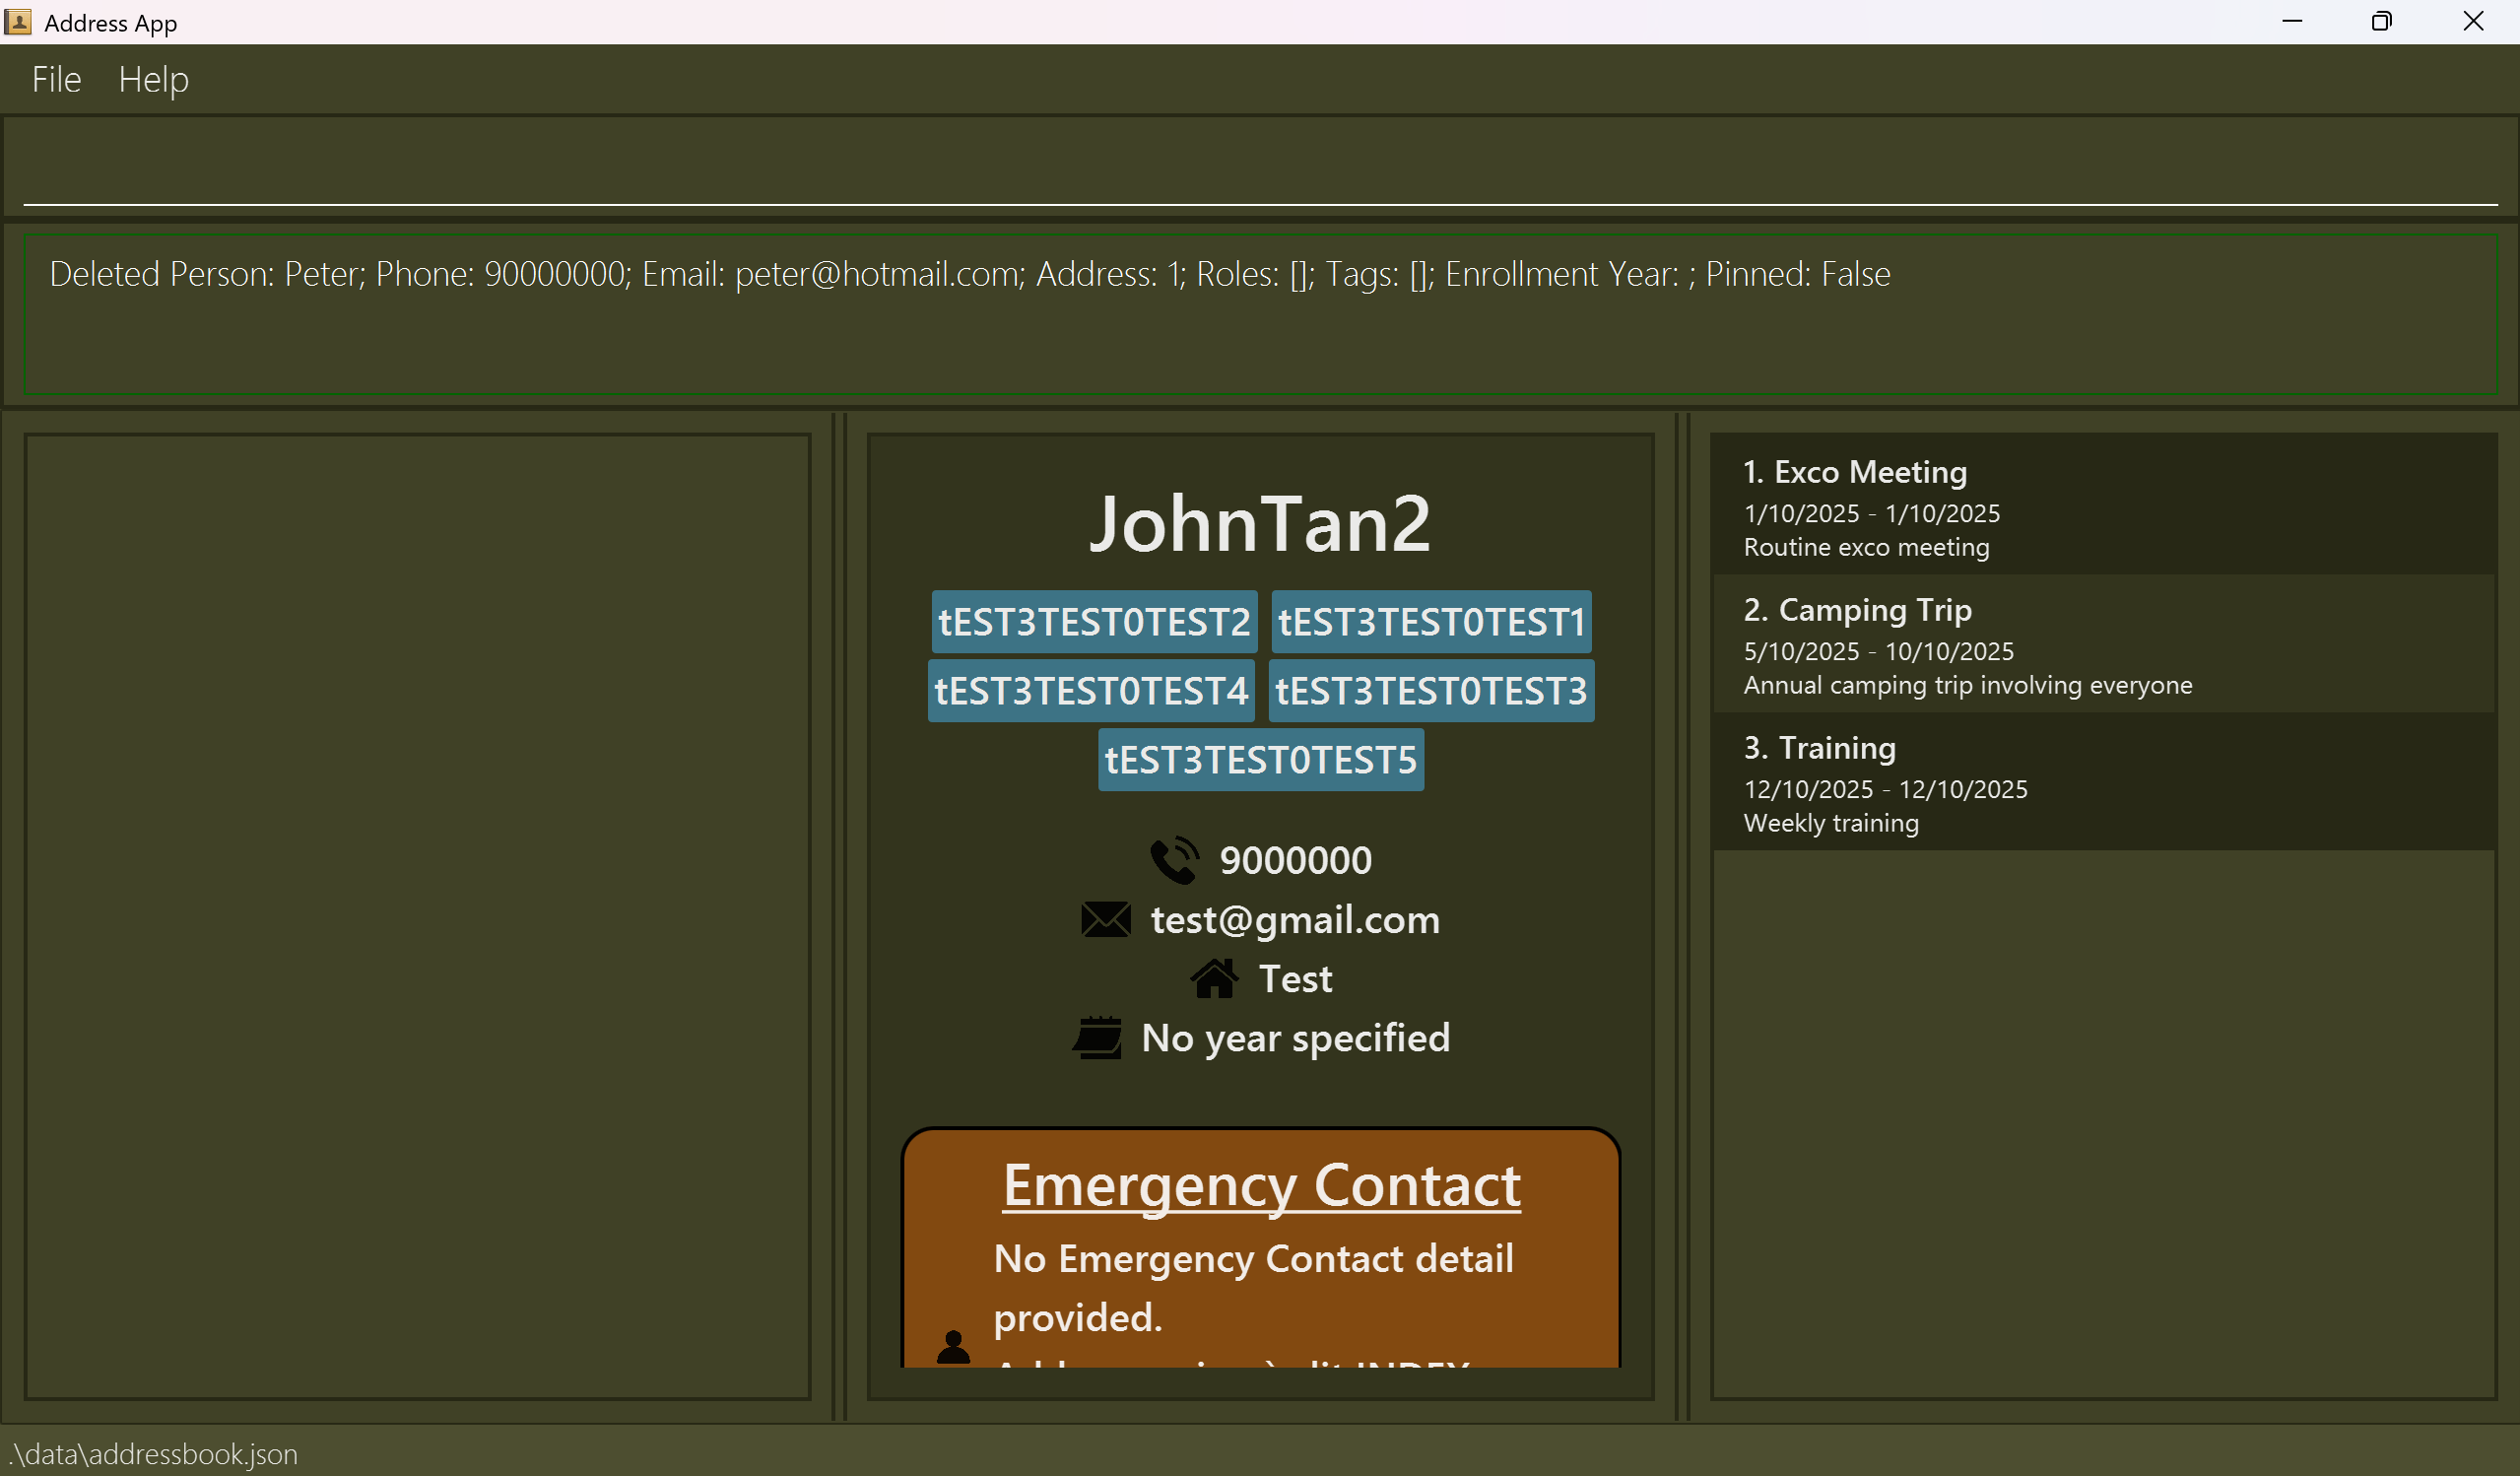 Address App
File Help
Deleted Person: Peter; Phone: 90000000; Email: peter@hotmail.com; Address: 1; Roles: []; Tags: []; Enrollment Year: ; Pinned: False
JohnTan2
tEST3TEST0TEST2 tEST3TEST0TEST1
tEST3TEST0TEST4 tEST3TEST0TEST3
tEST3TEST0TEST5
9000000
test@gmail.com
Test
No year specified
Emergency Contact
No Emergency Contact detail
provided.
1. Exco Meeting
1/10/2025 - 1/10/2025
Routine exco meeting
2. Camping Trip
5/10/2025 - 10/10/2025
Annual camping trip involving everyone
3. Training
12/10/2025 - 12/10/2025
Weekly training
.\data\addressbook.json